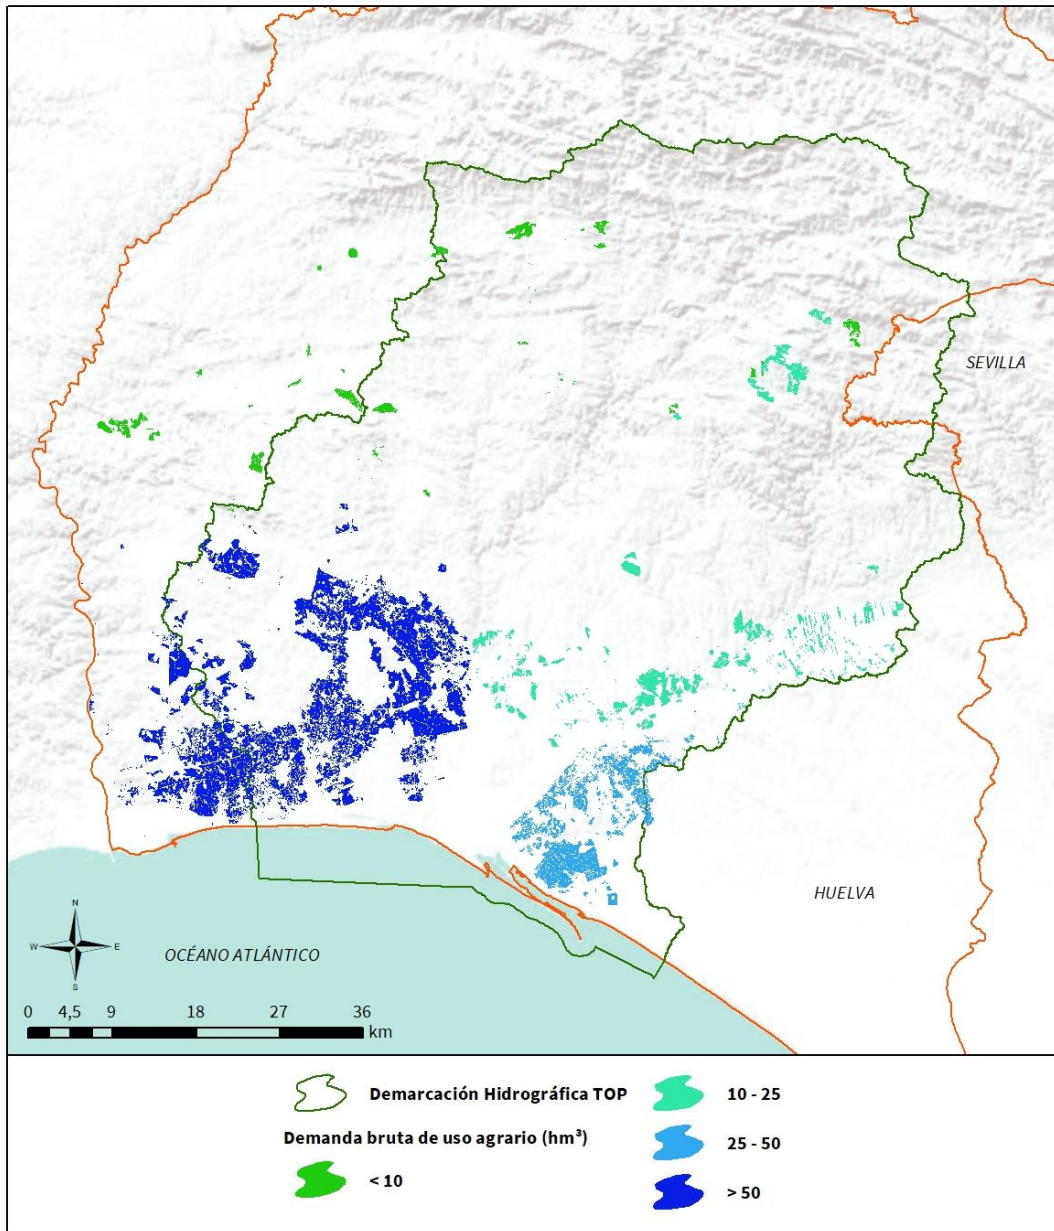 SEVILLA
HUELVA
OCÉANO ATLÁNTICO
N
W E
S
0 4,5 9 18 27 36
km
Demarcación Hidrográfica TOP
Demanda bruta de uso agrario (hm³)
< 10
10 - 25
25 - 50
> 50